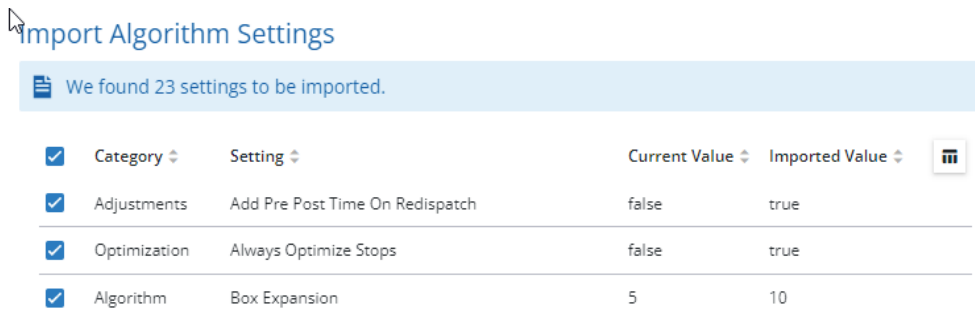 Import Algorithm Settings
We found 23 settings to be imported.
Category Setting Current Value Imported Value
Adjustments Add Pre Post Time On Redispatch false true
Optimization Always Optimize Stops false true
Algorithm Box Expansion 5 10